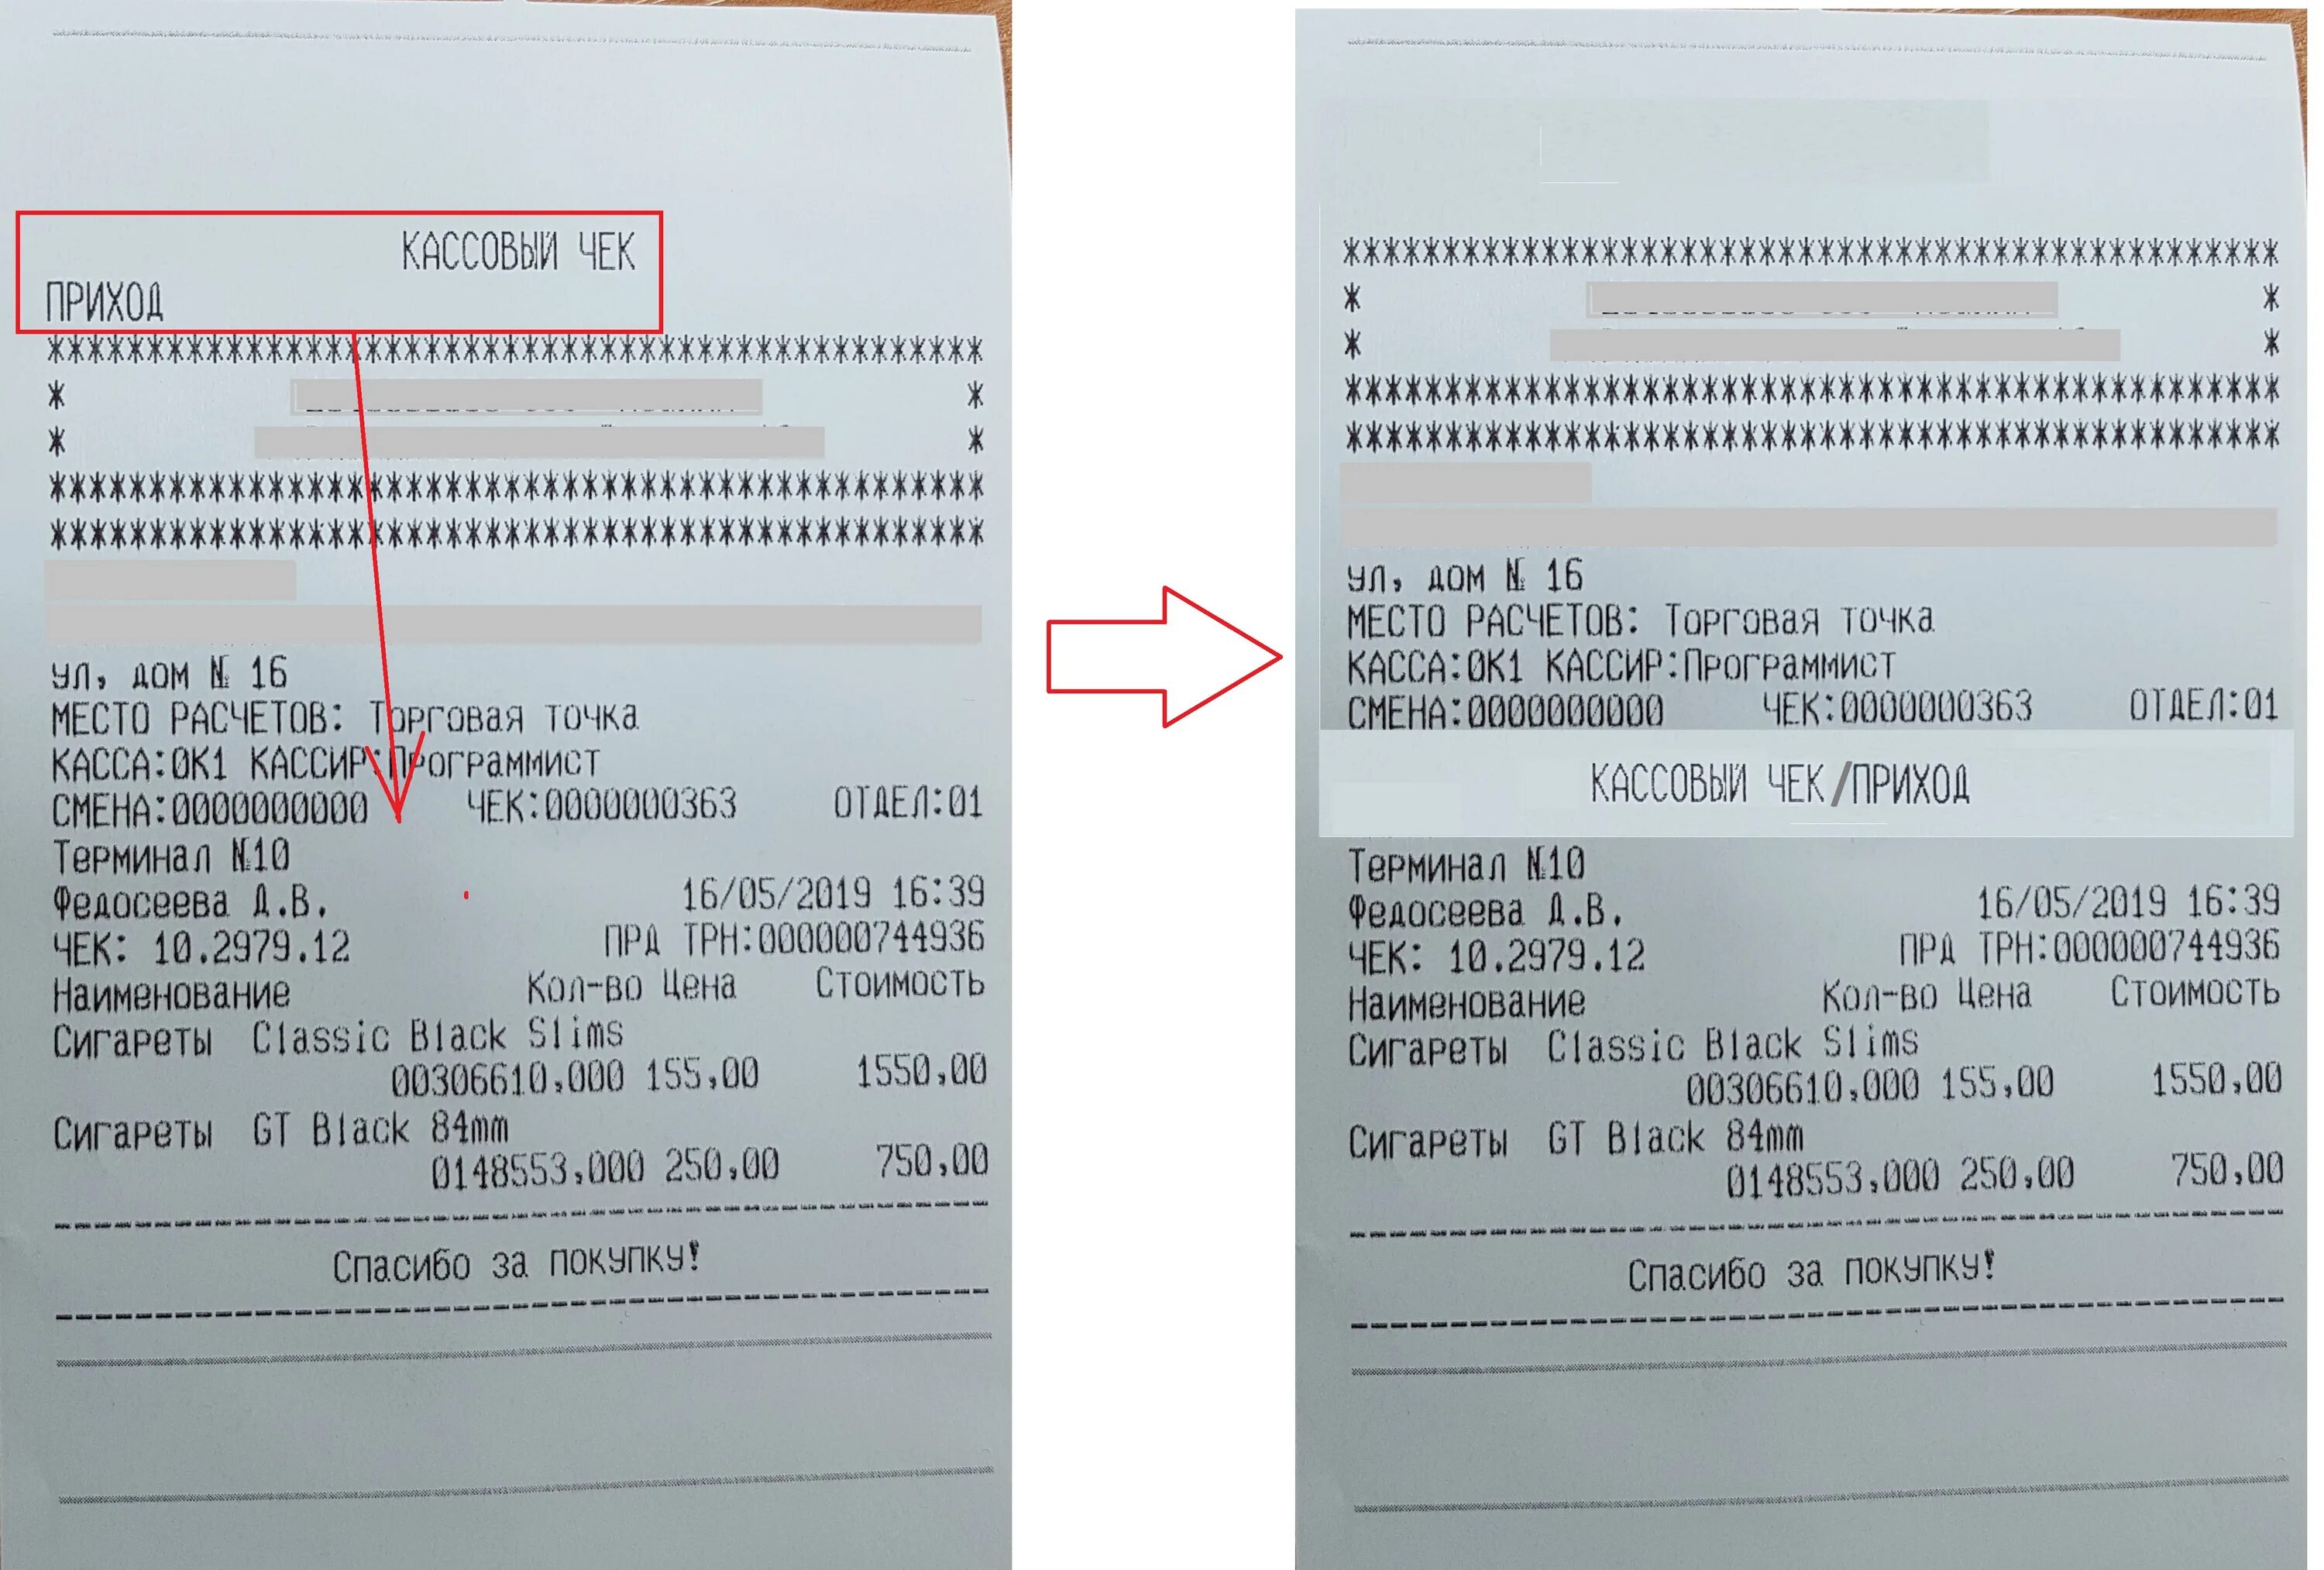 КАССОВЫЙ ЧЕК
ПРИХОД
***********************************************
* *
* *
***********************************************
***********************************************
ул, дом № 16
МЕСТО РАСЧЕТОВ: Торговая точка
КАССА:0К1 КАССИР:Программист
СМЕНА:0000000000 ЧЕК:0000000363 ОТДЕЛ:01
Терминал №10
Федосеева Д.В. 16/05/2019 16:39
ЧЕК: 10.2979.12 ПРД ТРН:000000744936
Наименование Кол-во Цена Стоимость
Сигареты Classic Black Slims
00306610,000 155,00 1550,00
Сигареты GT Black 84mm
0148553,000 250,00 750,00
Спасибо за покупку!
***********************************************
* *
* *
***********************************************
***********************************************
ул, дом № 16
МЕСТО РАСЧЕТОВ: Торговая точка
КАССА:0К1 КАССИР:Программист
СМЕНА:0000000000 ЧЕК:0000000363 ОТДЕЛ:01
КАССОВЫЙ ЧЕК/ПРИХОД
Терминал №10
Федосеева Д.В. 16/05/2019 16:39
ЧЕК: 10.2979.12 ПРД ТРН:000000744936
Наименование Кол-во Цена Стоимость
Сигареты Classic Black Slims
00306610,000 155,00 1550,00
Сигареты GT Black 84mm
0148553,000 250,00 750,00
Спасибо за покупку!